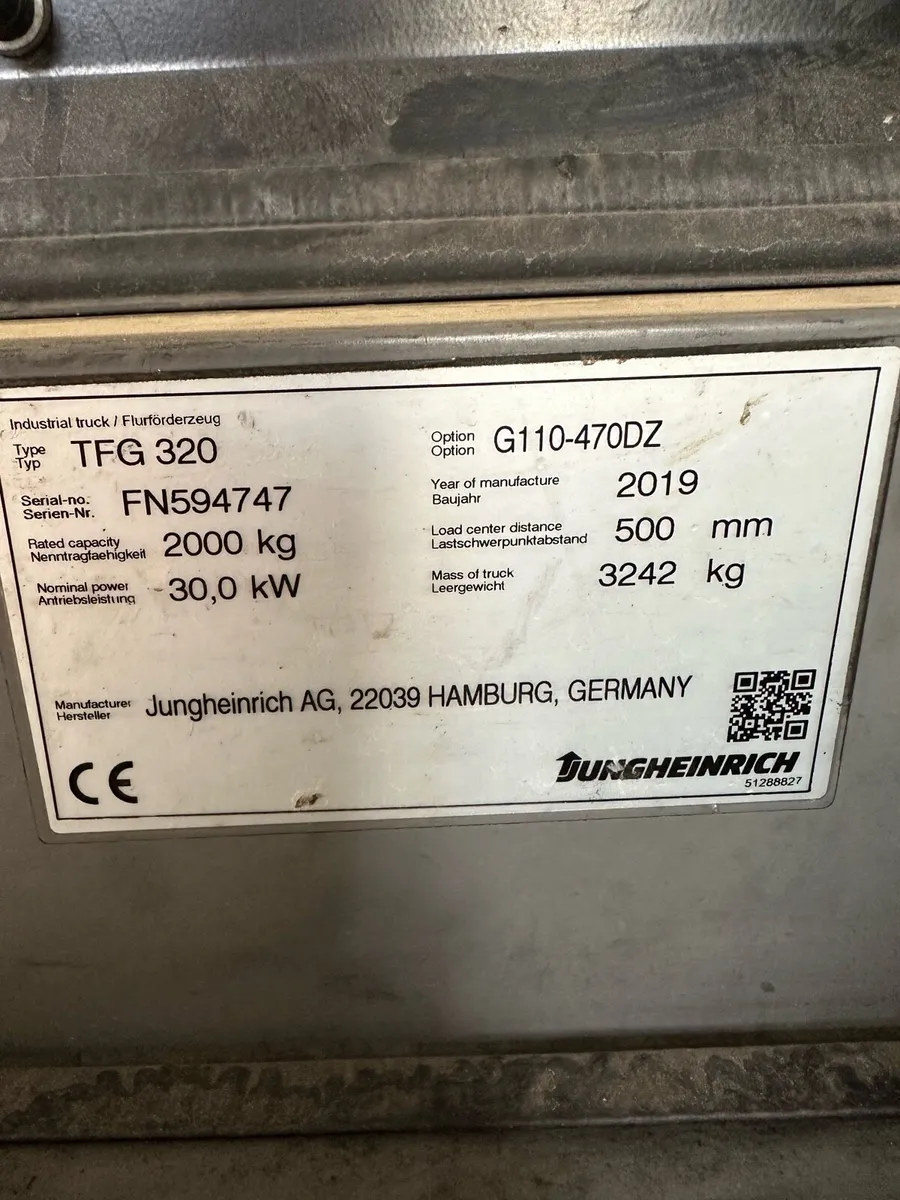 Industrial truck / Flurförderzeug
Type
Typ
TFG 320
Option
Option
G110-470DZ
Serial-no.
Serien-Nr.
FN594747
Year of manufacture
Baujahr
2019
Rated capacity
Nenntragfaehigkeit
2000 kg
Load center distance
Lastschwerpunktabstand
500 mm
Nominal power
Antriebsleistung
30,0 kW
Mass of truck
Leergewicht
3242 kg
Manufacturer
Hersteller
Jungheinrich AG, 22039 HAMBURG, GERMANY
CE
JUNGHEINRICH
51288827